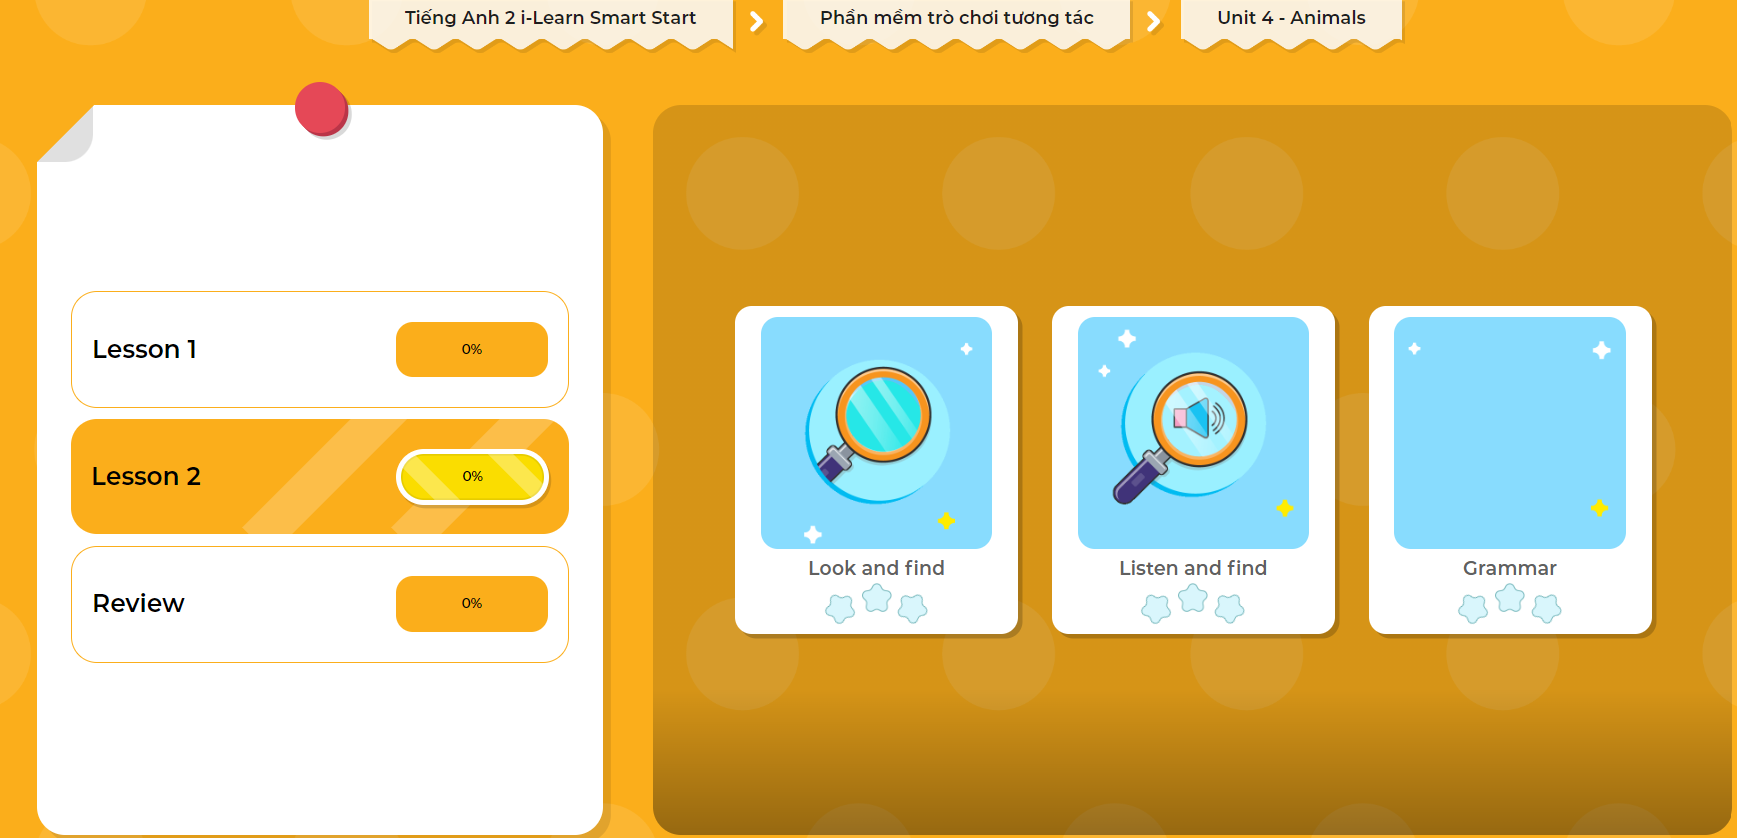 Tiếng Anh 2 i-Learn Smart Start
Phần mềm trò chơi tương tác
Unit 4 - Animals
Lesson 1
0%
Lesson 2
0%
Review
0%
Look and find
Listen and find
Grammar